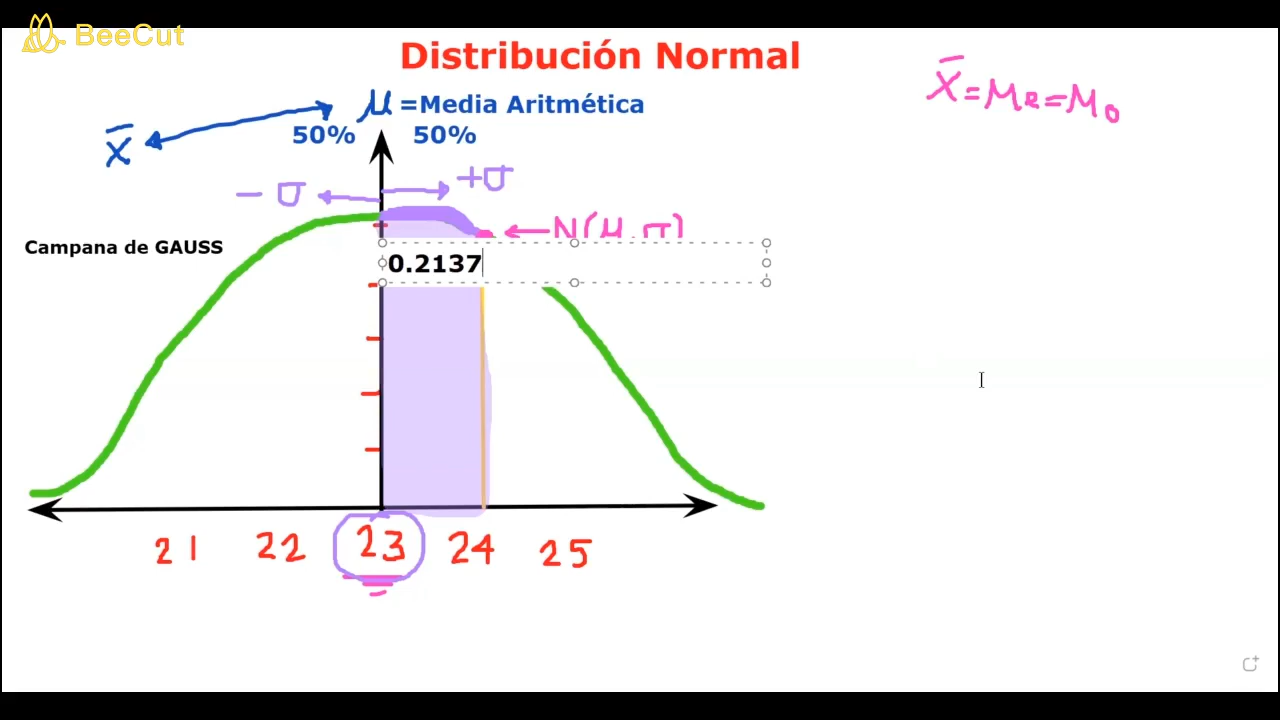 BeeCut
Distribución Normal
μ =Media Aritmética
x̄
50% 50%
X̄=Me=Mo
-σ +σ
N(μ,σ)
Campana de GAUSS
0.2137
21 22 23 24 25